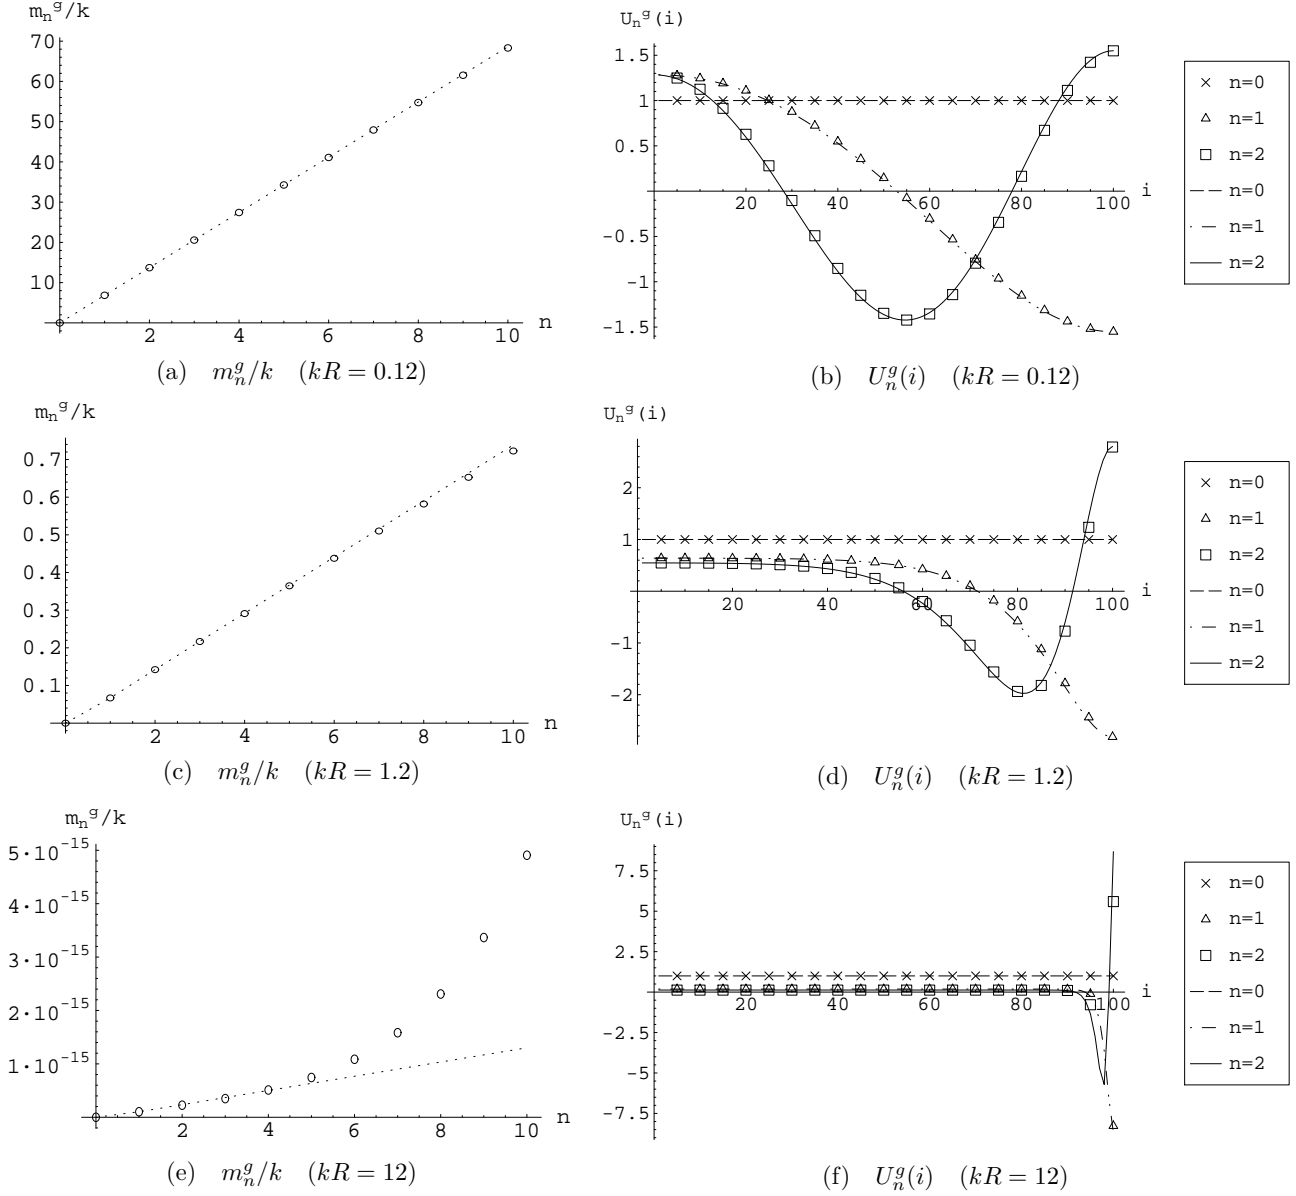 m_n^g/k
70
60
50
40
30
20
10
2 4 6 8 10 n
(a) m_n^g/k (kR = 0.12)
U_n^g(i)
1.5
1
0.5
-0.5
-1
-1.5
20 40 60 80 100 i
× n=0
△ n=1
□ n=2
n=0
n=1
n=2
(b) U_n^g(i) (kR = 0.12)
m_n^g/k
0.7
0.6
0.5
0.4
0.3
0.2
0.1
2 4 6 8 10 n
(c) m_n^g/k (kR = 1.2)
U_n^g(i)
2
1
-1
-2
20 40 60 80 100 i
× n=0
△ n=1
□ n=2
n=0
n=1
n=2
(d) U_n^g(i) (kR = 1.2)
m_n^g/k
5·10^-15
4·10^-15
3·10^-15
2·10^-15
1·10^-15
2 4 6 8 10 n
(e) m_n^g/k (kR = 12)
U_n^g(i)
7.5
5
2.5
-2.5
-5
-7.5
20 40 60 80 100 i
× n=0
△ n=1
□ n=2
n=0
n=1
n=2
(f) U_n^g(i) (kR = 12)